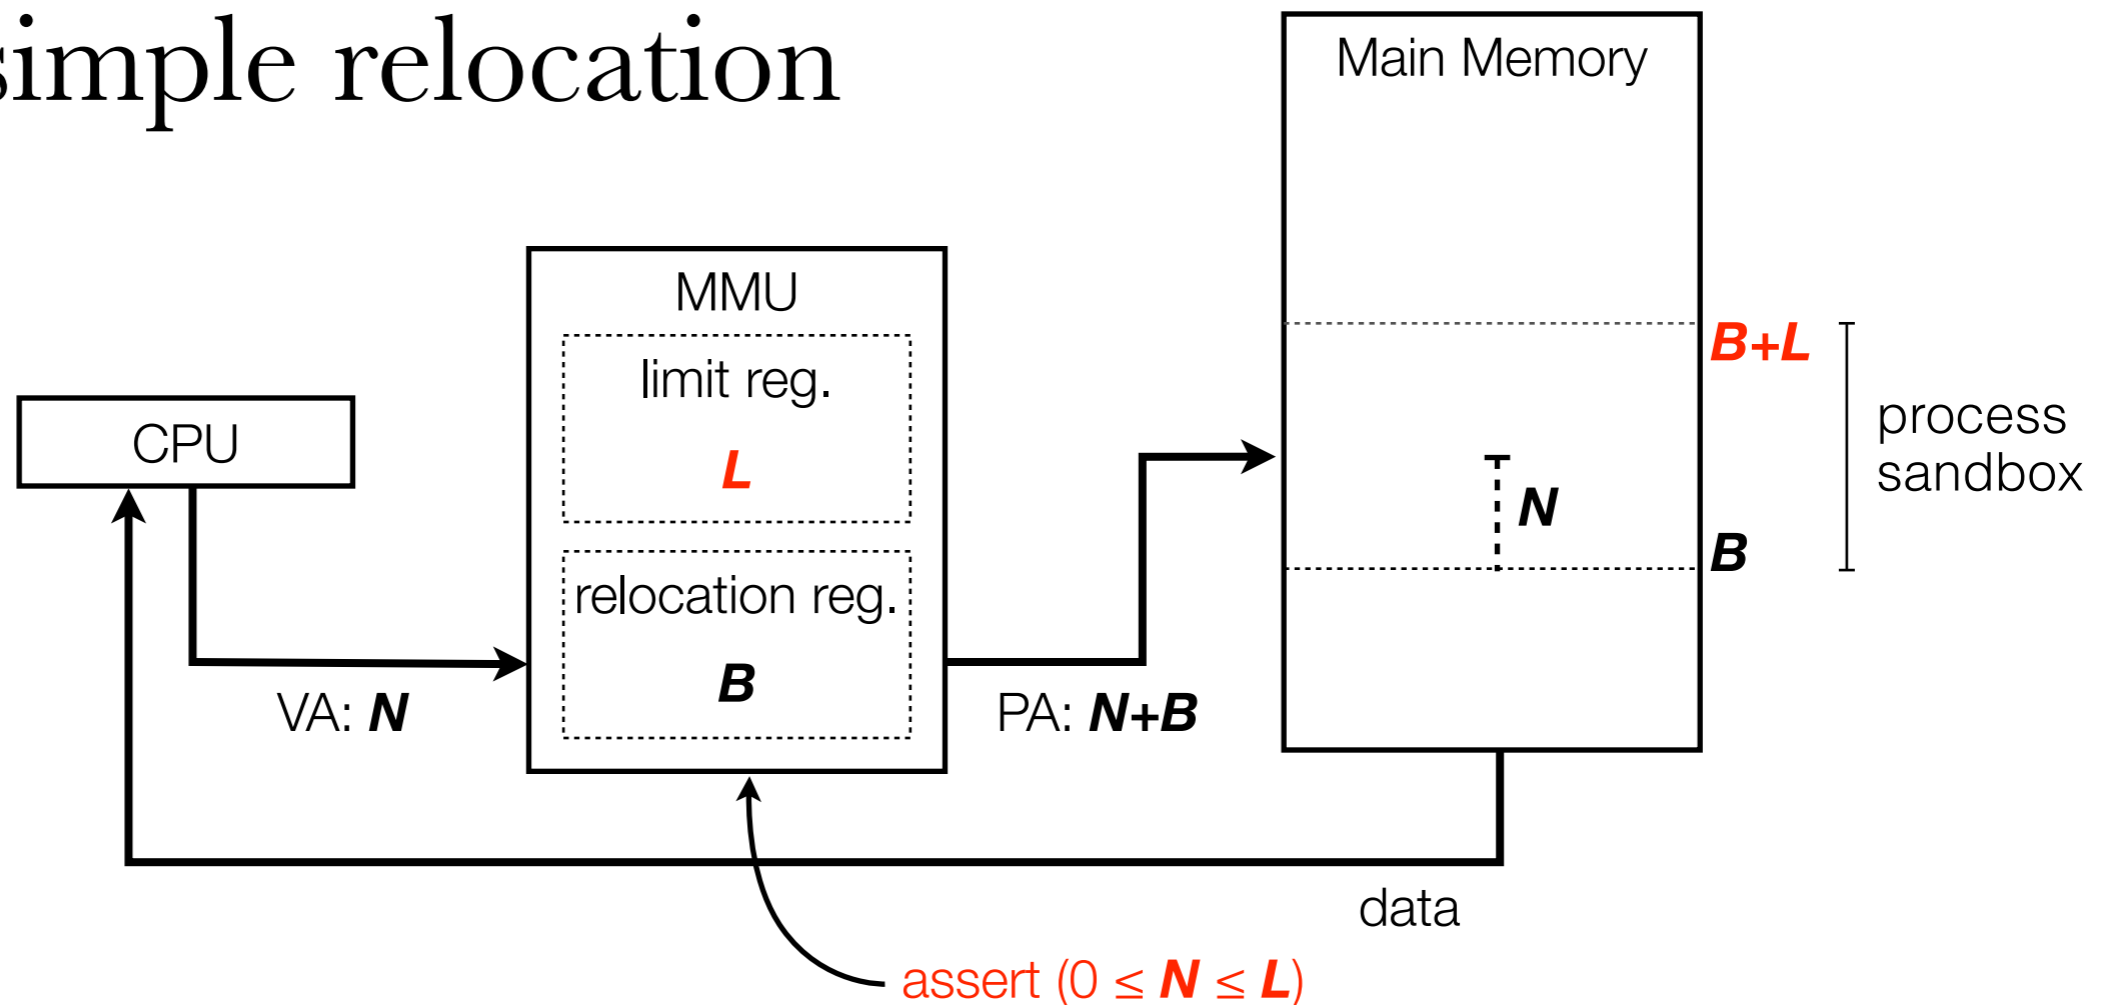 simple relocation
Main Memory
MMU
limit reg.
L
relocation reg.
B
CPU
VA: N
PA: N+B
B+L
N
B
process
sandbox
data
assert (0 ≤ N ≤ L)